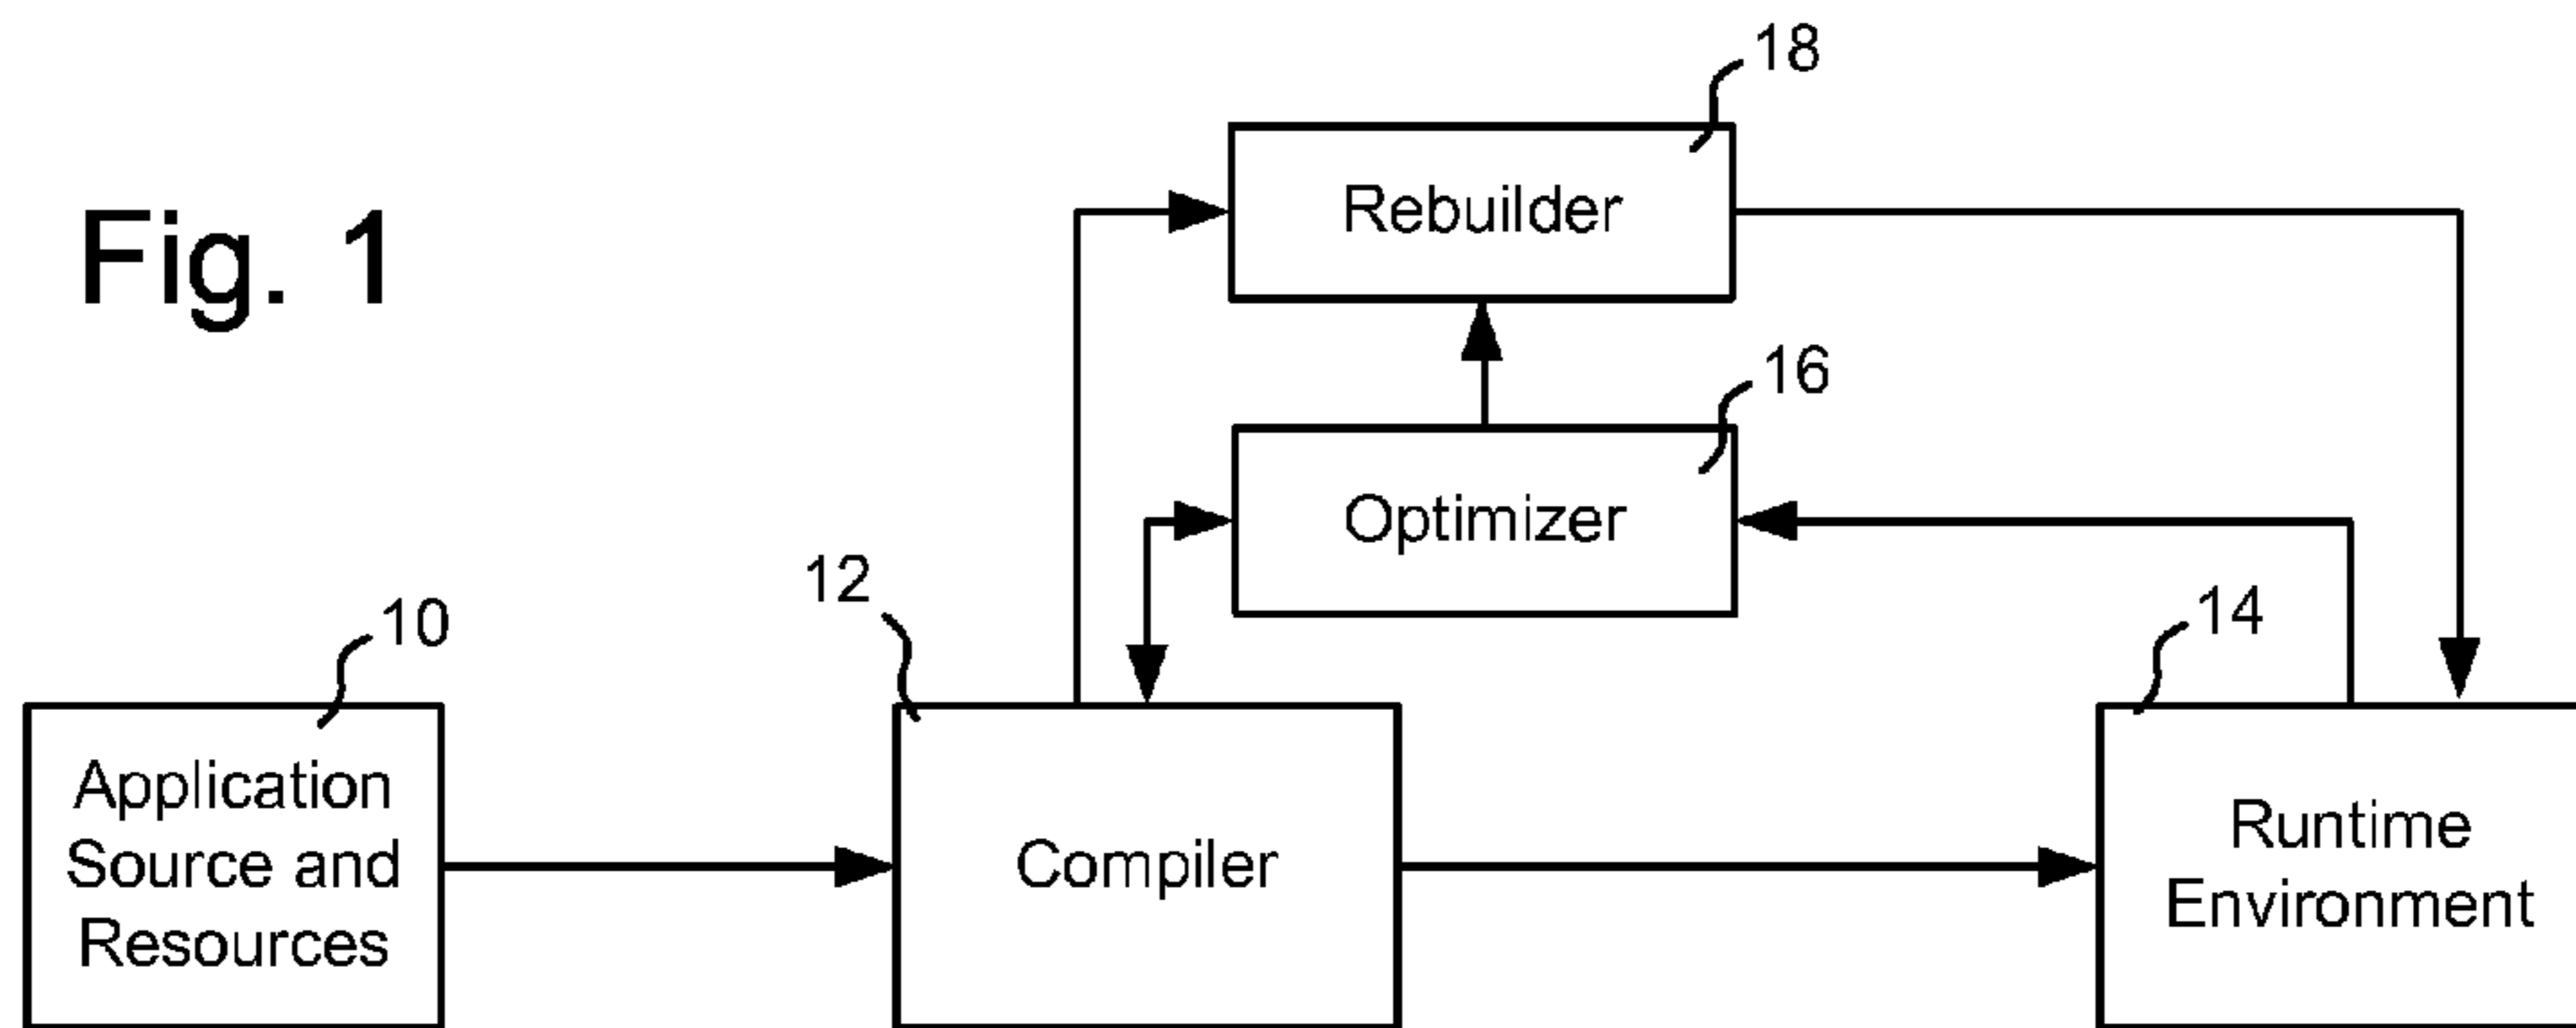 Fig. 1
18
Rebuilder
16
Optimizer
12
10
14
Application
Source and
Resources
Compiler
Runtime
Environment